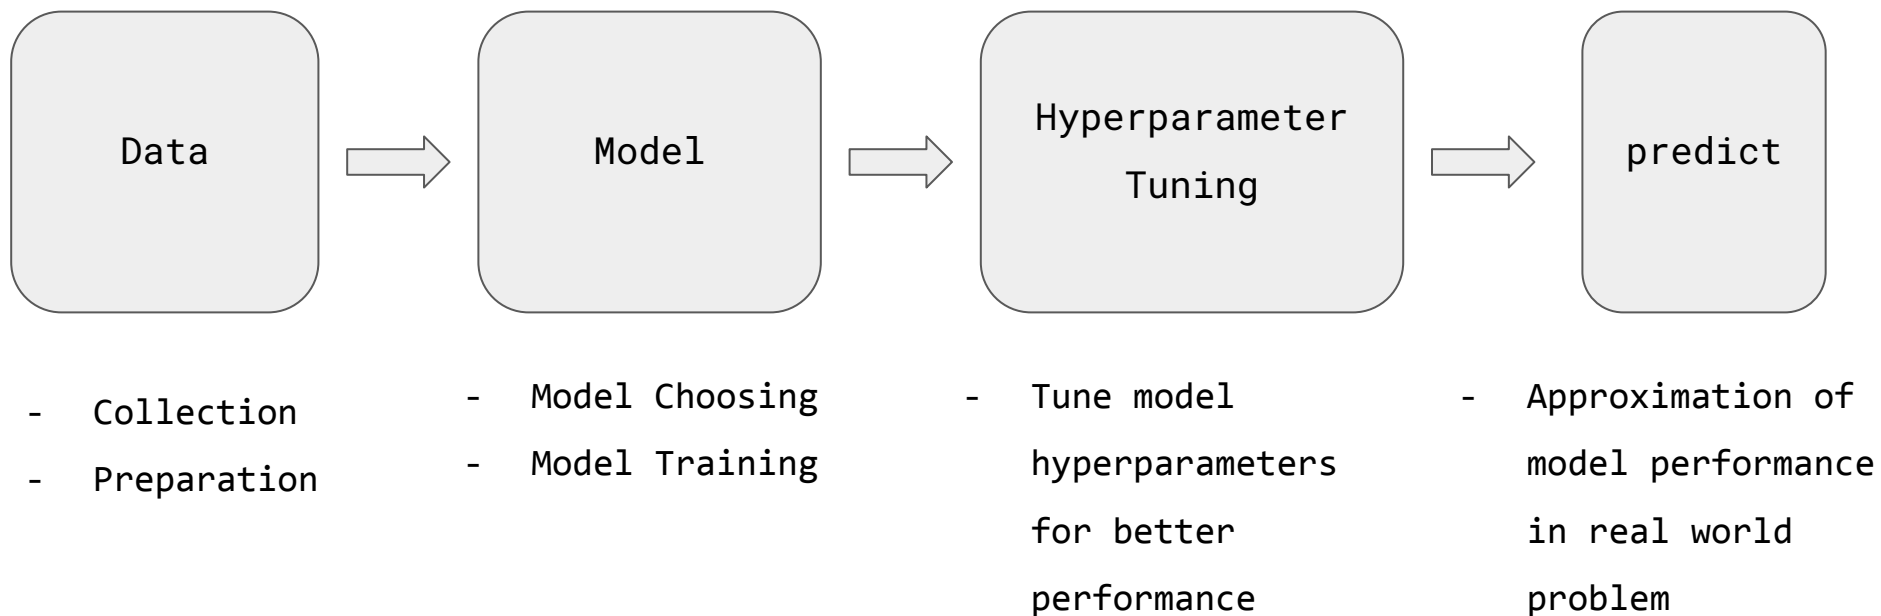 Data
Model
Hyperparameter
Tuning
predict
- Collection
- Preparation
- Model Choosing
- Model Training
- Tune model
hyperparameters
for better
performance
- Approximation of
model performance
in real world
problem